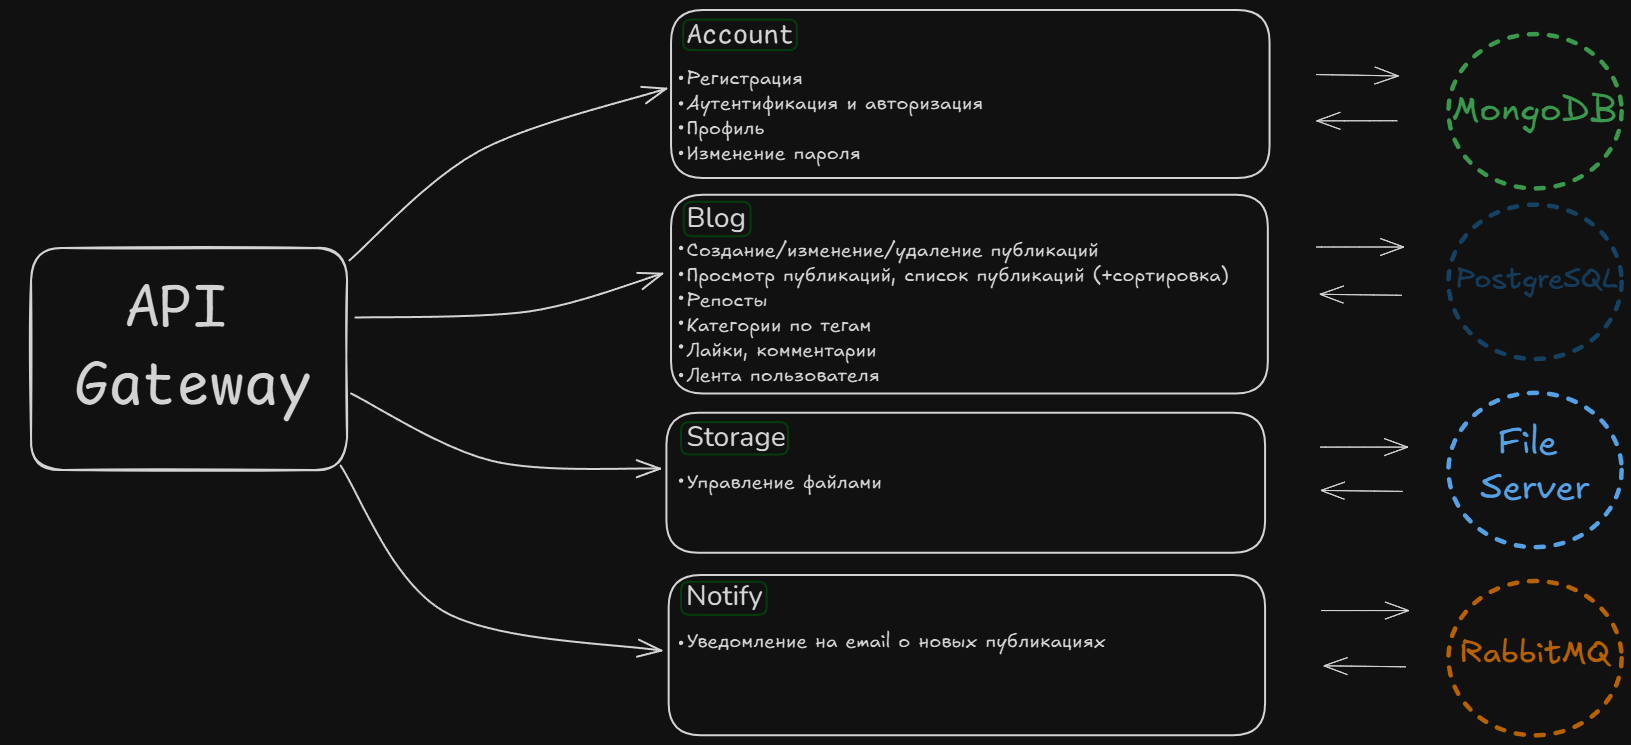 API
Gateway
Account
•Регистрация
•Аутентификация и авторизация
•Профиль
•Изменение пароля
Blog
•Создание/изменение/удаление публикаций
•Просмотр публикаций, список публикаций (+сортировка)
•Репосты
•Категории по тегам
•Лайки, комментарии
•Лента пользователя
Storage
•Управление файлами
Notify
•Уведомление на email о новых публикациях
MongoDB
PostgreSQL
File
Server
RabbitMQ